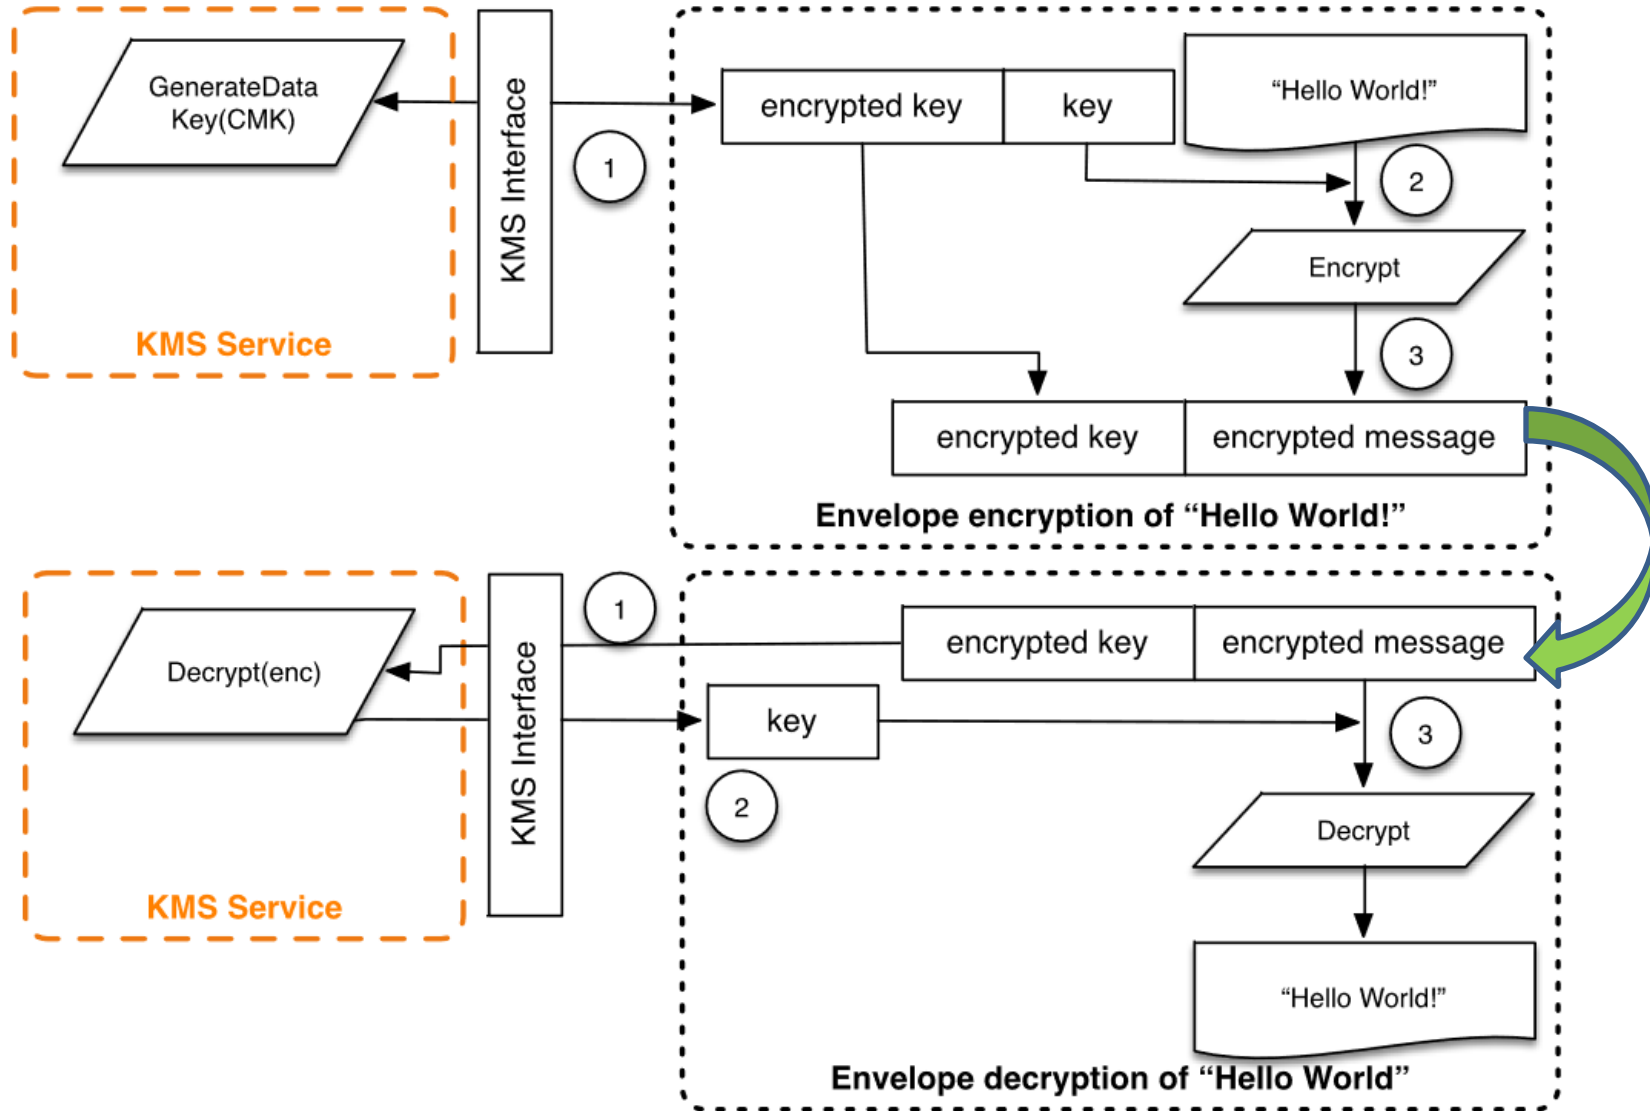 GenerateData
Key(CMK)
KMS Service
KMS Interface
1
encrypted key
key
“Hello World!”
2
Encrypt
3
encrypted key
encrypted message
Envelope encryption of “Hello World!”
Decrypt(enc)
KMS Service
KMS Interface
1
encrypted key
encrypted message
key
2
3
Decrypt
“Hello World!”
Envelope decryption of “Hello World”